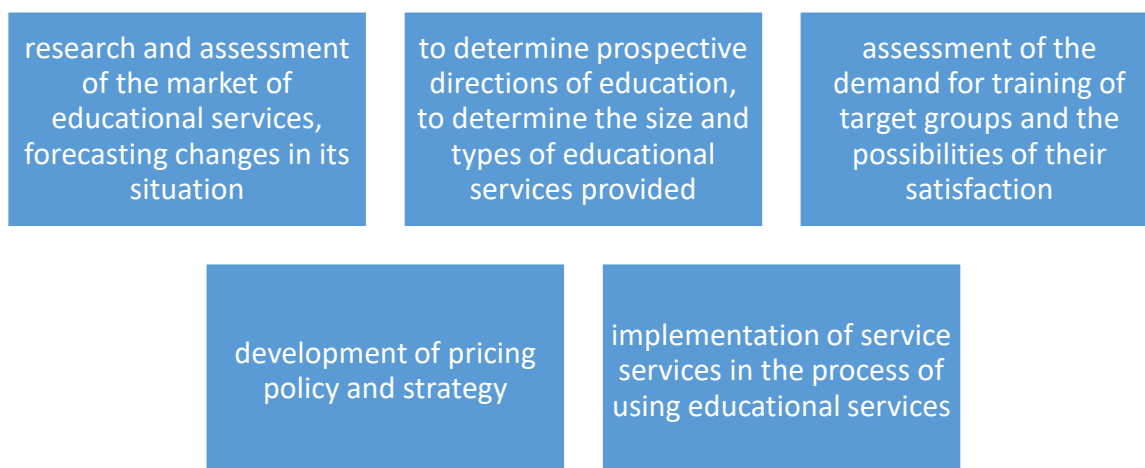 research and assessment
of the market of
educational services,
forecasting changes in its
situation
to determine prospective
directions of education,
to determine the size and
types of educational
services provided
assessment of the
demand for training of
target groups and the
possibilities of their
satisfaction
development of pricing
policy and strategy
implementation of service
services in the process of
using educational services